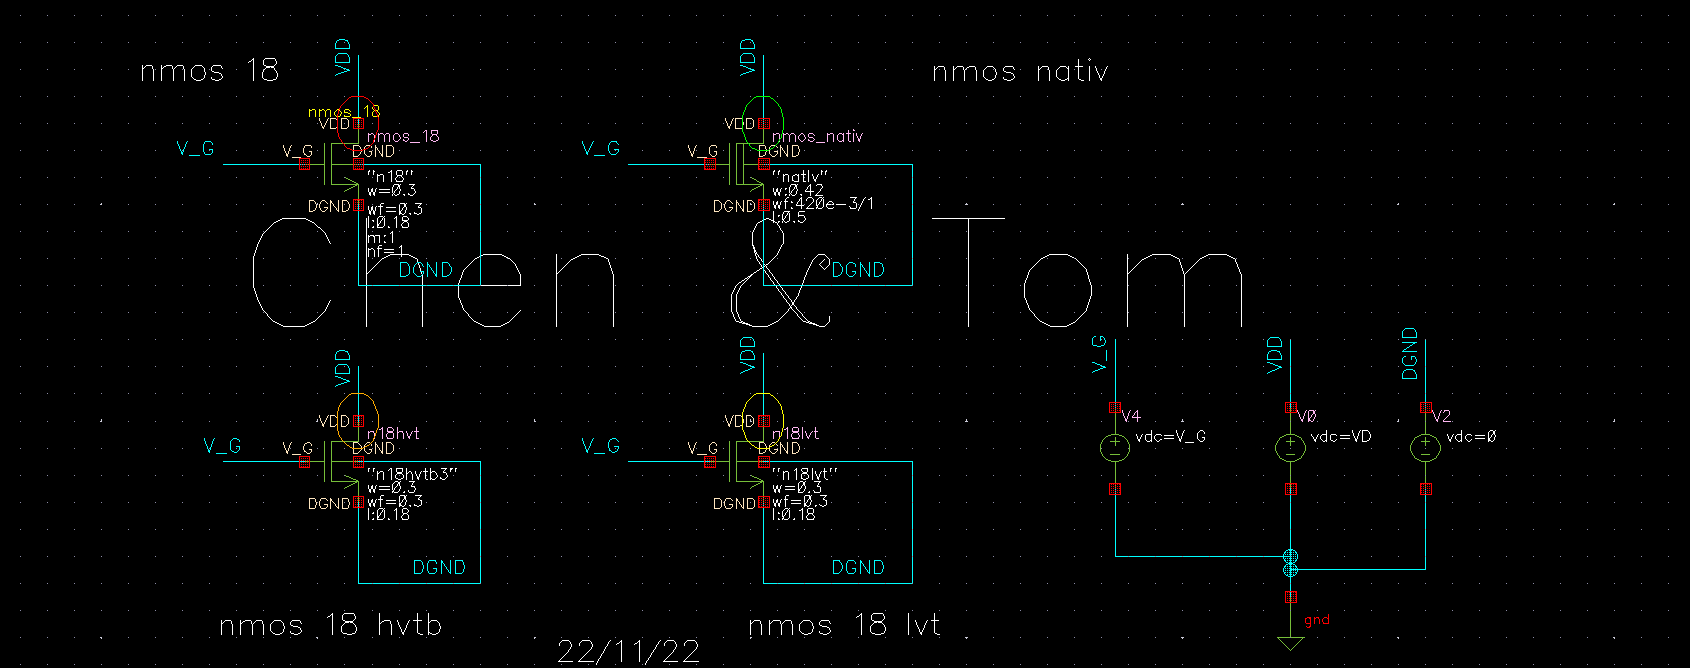 nmos 18
VDD
nmos_18
VDD
nmos_18
V_G
V_G
DGND
"n18"
w=0.3
wf=0.3
l:0.18
m:1
nf=1
DGND
DGND
VDD
nmos nativ
VDD
nmos_nativ
V_G
V_G
DGND
"nativ"
w:0.42
wf:420e-3/1
l:0.5
DGND
DGND
Chen & Tom
VDD
VDD
n18hvt
V_G
V_G
DGND
"n18hvtb3"
w=0.3
wf=0.3
l:0.18
DGND
DGND
nmos 18 hvtb
VDD
VDD
n18lvt
V_G
V_G
DGND
"n18lvt"
w=0.3
wf=0.3
l:0.18
DGND
DGND
nmos 18 lvt
V_G
V4
vdc=V_G
VDD
V0
vdc=VD
DGND
V2
vdc=0
gnd
22/11/22